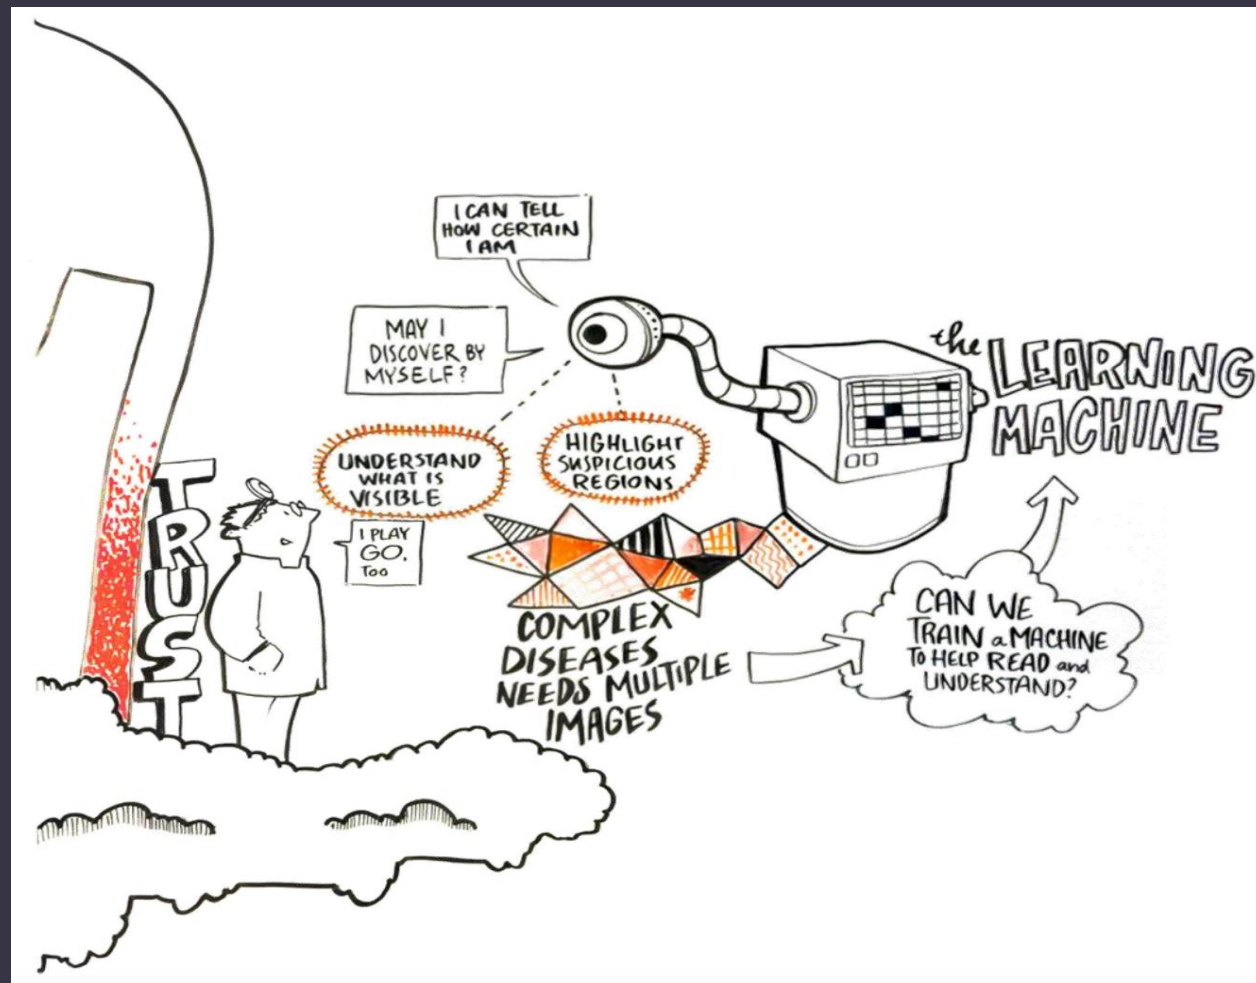 I CAN TELL
HOW CERTAIN
I AM
MAY I
DISCOVER BY
MYSELF?
the LEARNING
MACHINE
UNDERSTAND
WHAT IS
VISIBLE
HIGHLIGHT
SUSPICIOUS
REGIONS
TRUST
I PLAY
GO,
TOO
COMPLEX
DISEASES
NEEDS MULTIPLE
IMAGES
CAN WE
TRAIN a MACHINE
TO HELP READ and
UNDERSTAND?